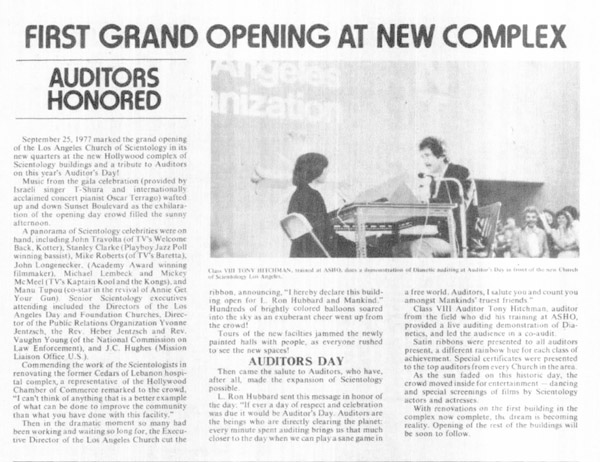 FIRST GRAND OPENING AT NEW COMPLEX
AUDITORS
HONORED
September 25, 1977 marked the grand opening
of the Los Angeles Church of Scientology in its
new quarters at the new Hollywood complex of
Scientology buildings and a tribute to Auditors
on this year's Auditor's Day!
Music from the gala celebration (provided by
Israeli singer T-Shura and internationally
acclaimed concert pianist Oscar Terrago) wafted
up and down Sunset Boulevard as the exhilara-
tion of the opening day crowd filled the sunny
afternoon.
A panorama of Scientology celebrities were on
hand, including John Travolta (of TV's Welcome
Back, Kotter), Stanley Clarke (Playboy Jazz Poll
winning bassist), Mike Roberts (of TV's Baretta),
John Longenecker, (Academy Award winning
filmmaker), Michael Lembeck and Mickey
McMeel (TV's Kaptain Kool and the Kongs), and
Manu Tupou (co-star in the revival of Annie Get
Your Gun) Senior Scientology executives
attending included the Directors of the Los
Angeles Day and Foundation Churches, Director
of the Public Relations Organization Yvonne
Jentzsch, the Rev. Heber Jentzsch and Rev.
Vaughn Young (of the National Commission on
Law Enforcement), and J.C. Hughes (Mission
Liaison Office U.S.).
Commending the work of the Scientologists in
renovating the former Cedars of Lebanon hospi-
tal complex, a representative of the Hollywood
Chamber of Commerce remarked to the crowd,
"I can't think of anything that is a better example
of what can be done to improve the community
than what you have done with this facility."
Then in the dramatic moment so many had
been working and waiting so long for, the Execu-
tive Director of the Los Angeles Church cut the
Angeles
anization
Class VIII TONY HITCHMAN, trained at ASHO, does a demonstration of Dianetic auditing at Auditor's Day in front of the new Church
of Scientology Los Angeles.
ribbon, announcing, "I hereby declare this build-
ing open for L. Ron Hubbard and Mankind."
Hundreds of brightly colored balloons soared
into the sky as an exuberant cheer went up from
the crowd!
Tours of the new facilties jammed the newly
painted halls with people, as everyone rushed
to see the new spaces!
AUDITORS DAY
Then came the salute to Auditors, who have,
after all, made the expansion of Scientology
possible.
L. Ron Hubbard sent this message in honor of
the day: "If ever a day of respect and celebration
was due it would be Auditor's Day. Auditors are
the beings who are directly clearing the planet:
every minute spent auditing brings us that much
closer to the day when we can play a sane game in
a free world. Auditors, I salute you and count you
amongst Mankinds' truest friends."
Class VIII Auditor Tony Hitchman, auditor
from the field who did his training at ASHO,
provided a live auditing demonstration of Dia-
netics, and led the audience in a co-audit.
Satin ribbons were presented to all auditors
present, a different rainbow hue for each class of
achievement. Special certificates were presented
to the top auditors from every Church in the area.
As the sun faded on this historic day, the
crowd moved inside for entertainment — dancing
and special screenings of films by Scientology
actors and actresses.
With renovations on the first building in the
complex now complete, the dream is becoming
reality. Opening of the rest of the buildings will
be soon to follow.